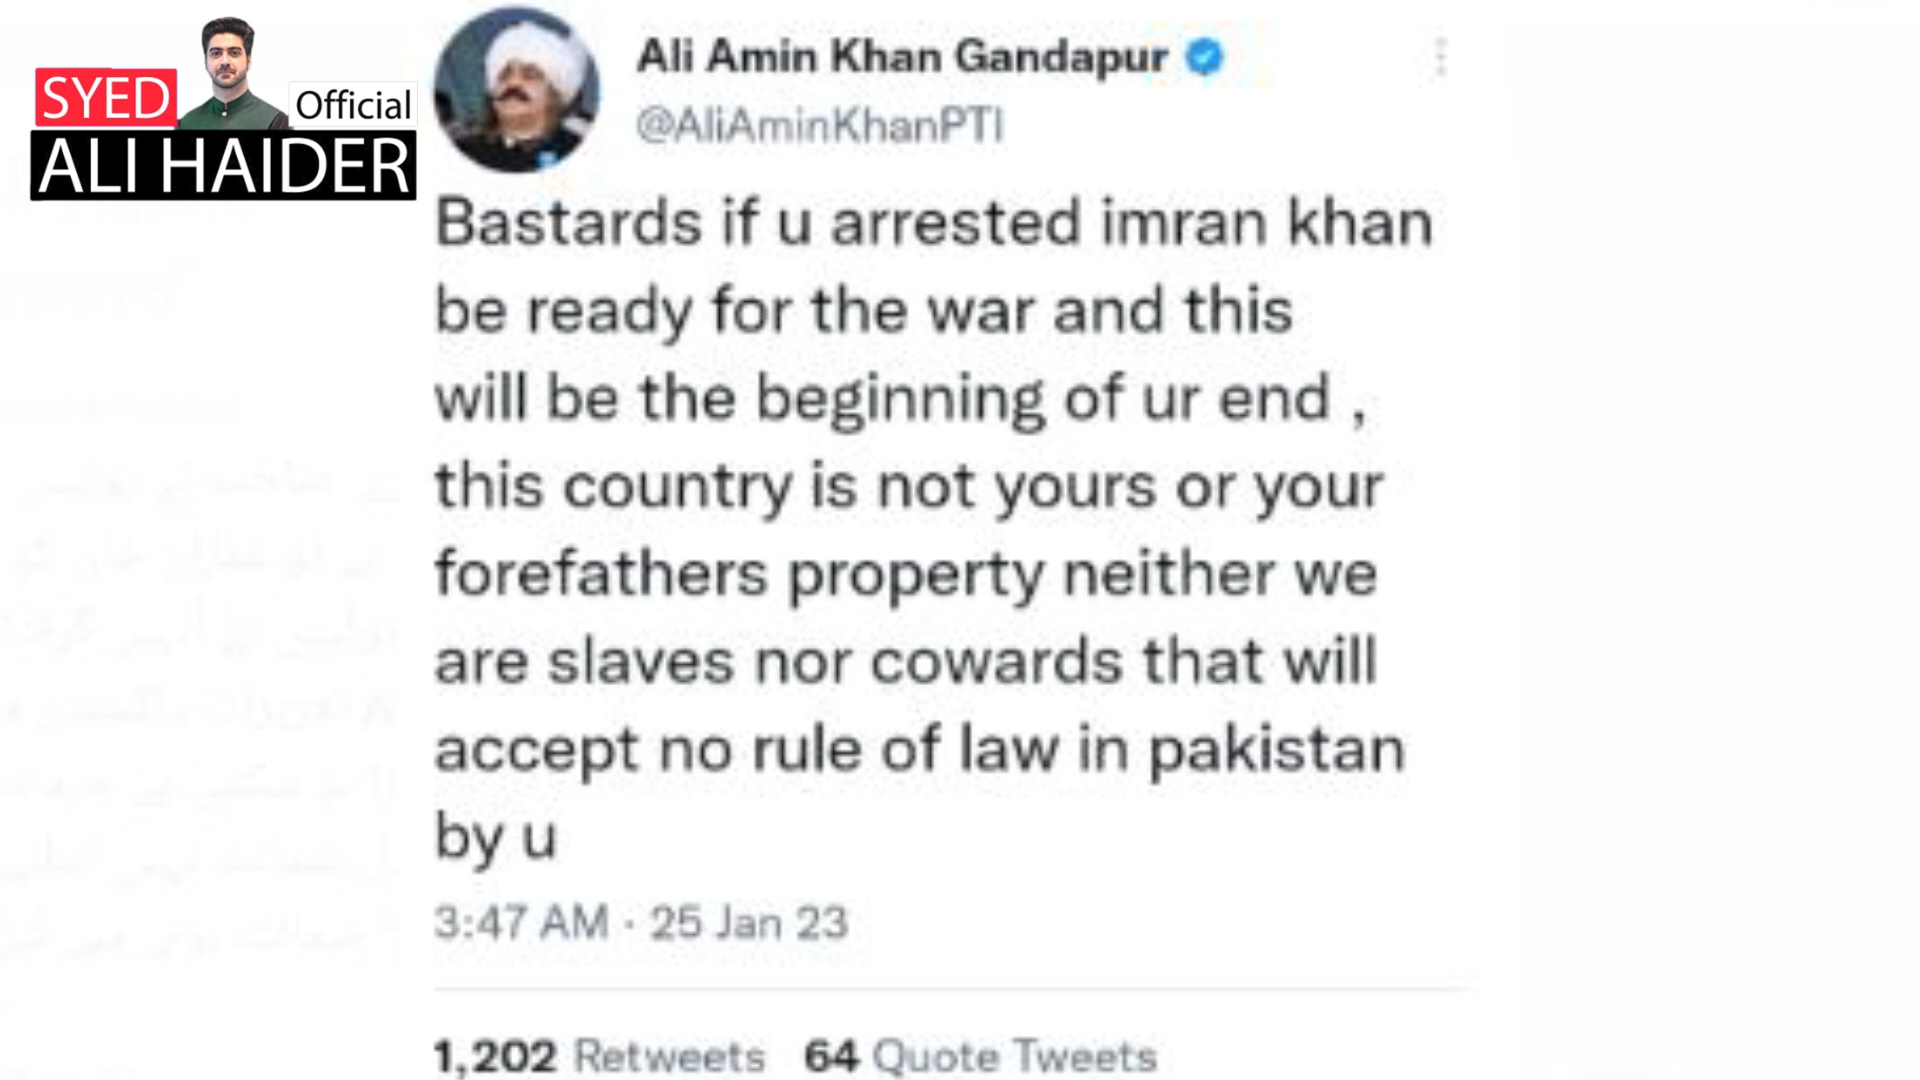 SYED
Official
ALI HAIDER
Ali Amin Khan Gandapur
@AliAminKhanPTI
Bastards if u arrested imran khan
be ready for the war and this
will be the beginning of ur end ,
this country is not yours or your
forefathers property neither we
are slaves nor cowards that will
accept no rule of law in pakistan
by u
3:47 AM · 25 Jan 23
1,202 Retweets 64 Quote Tweets